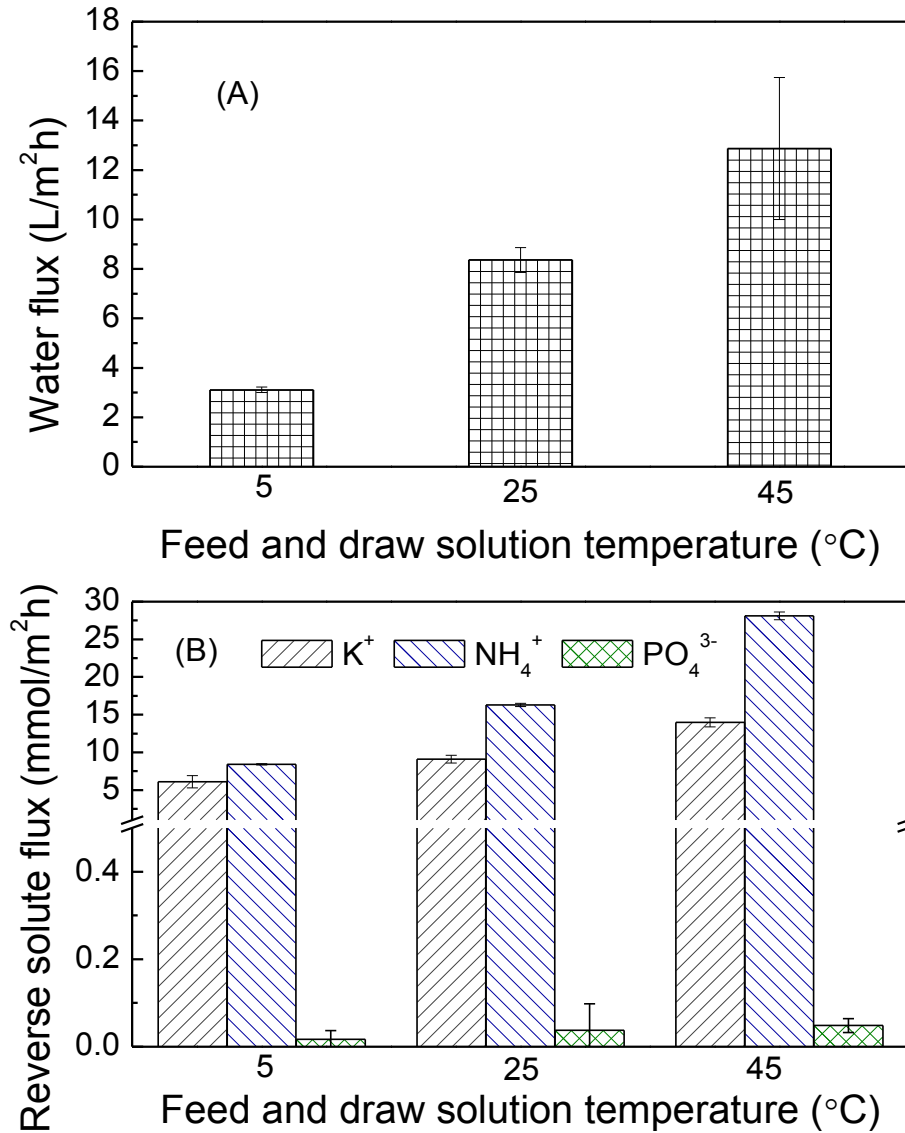 18
16
14
12
10
8
6
4
2
0
Water flux (L/m²h)
(A)
5 25 45
Feed and draw solution temperature (°C)
30
25
20
15
10
5
0.4
0.2
0.0
Reverse solute flux (mmol/m²h)
(B) K⁺ NH₄⁺ PO₄³⁻
5 25 45
Feed and draw solution temperature (°C)